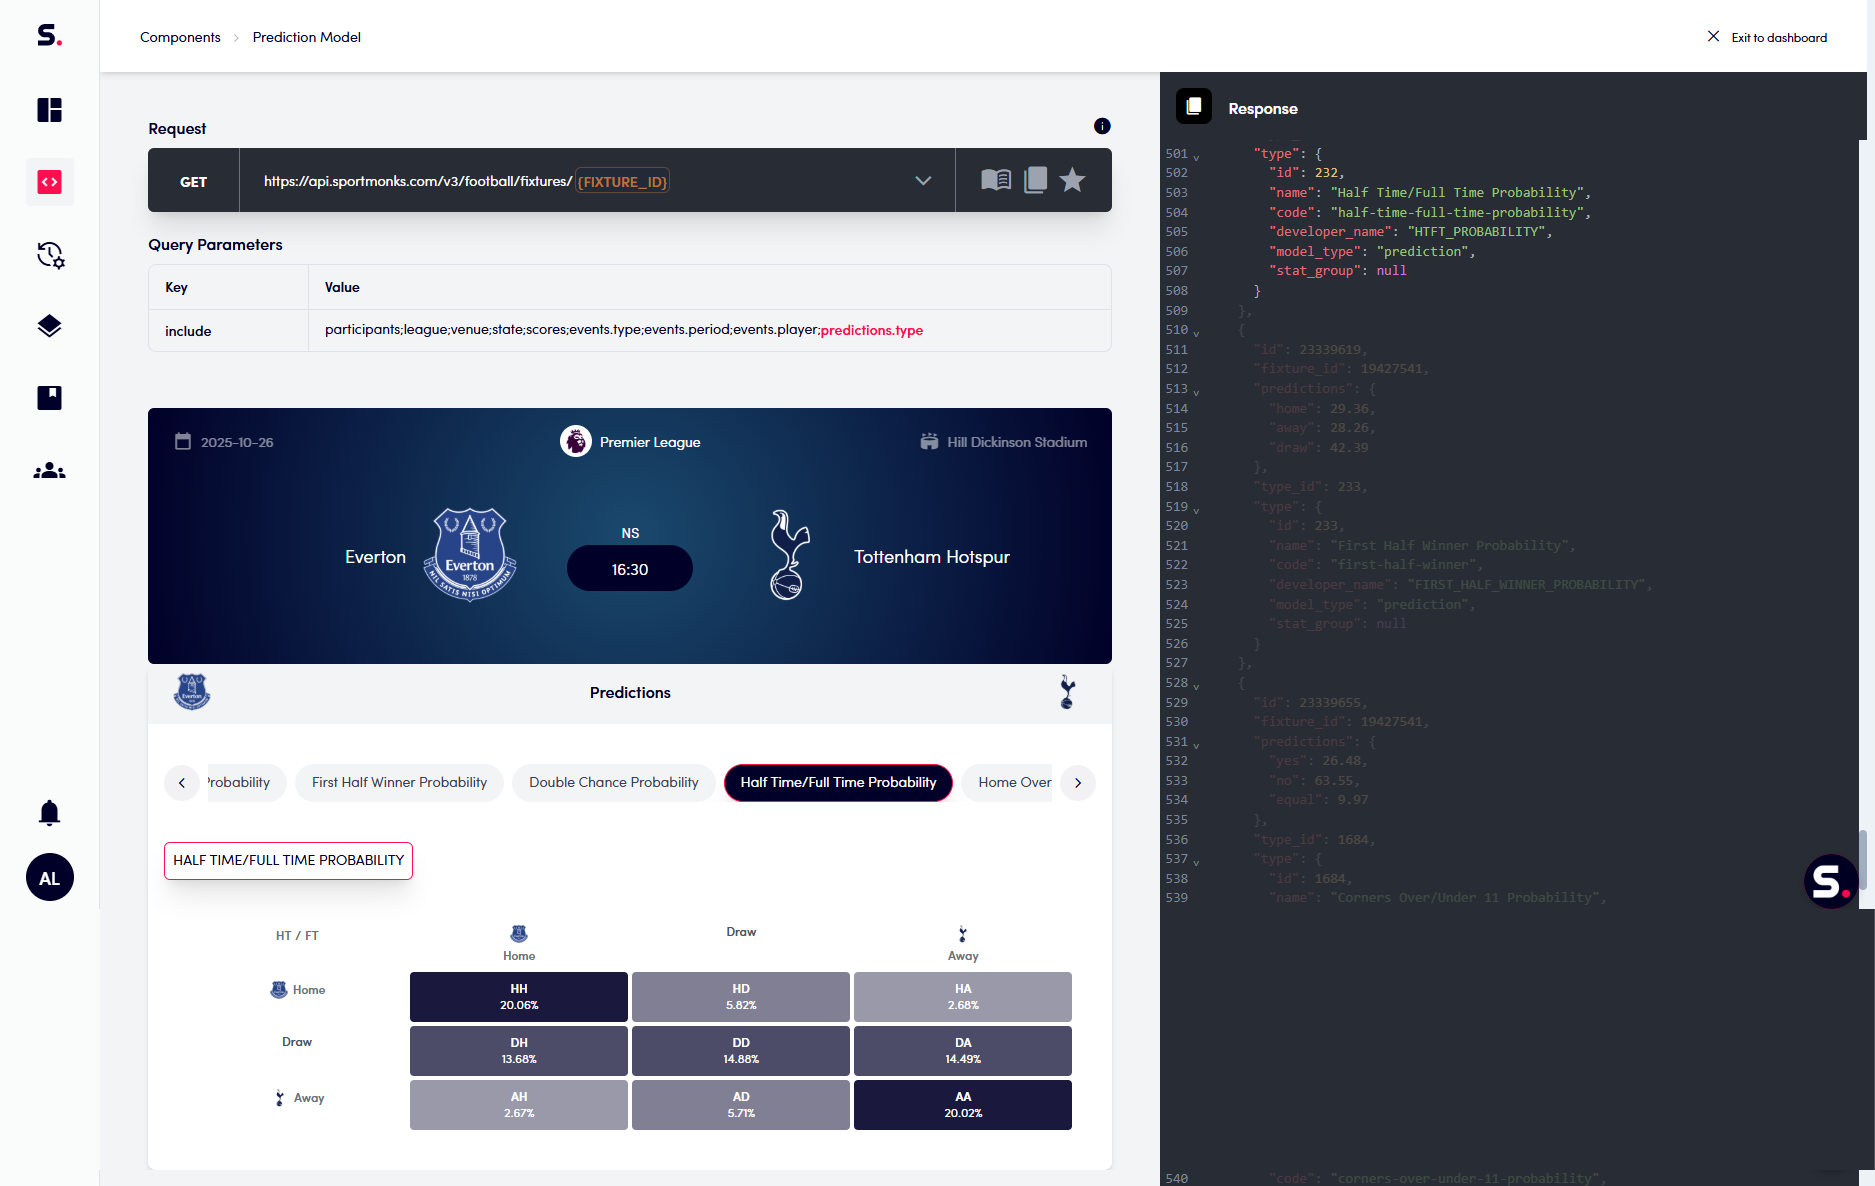 S.
Components > Prediction Model
Exit to dashboard
Request
GET
https://api.sportmonks.com/v3/football/fixtures/ {FIXTURE_ID}
Query Parameters
Key Value
include participants;league;venue;state;scores;events.type;events.period;events.player;predictions.type
2025-10-26
Premier League
Hill Dickinson Stadium
Everton
Everton
1878
NIL SATIS NISI OPTIMUM
NS
16:30
Tottenham Hotspur
Predictions
Probability
First Half Winner Probability
Double Chance Probability
Half Time/Full Time Probability
Home Over
HALF TIME/FULL TIME PROBABILITY
HT / FT
Home
Draw
Away
Home
HH
20.06%
HD
5.82%
HA
2.68%
Draw
DH
13.68%
DD
14.88%
DA
14.49%
Away
AH
2.67%
AD
5.71%
AA
20.02%
AL
Response
501 "type": {
502 "id": 232,
503 "name": "Half Time/Full Time Probability",
504 "code": "half-time-full-time-probability",
505 "developer_name": "HTFT_PROBABILITY",
506 "model_type": "prediction",
507 "stat_group": null
508 }
509 },
510 {
511 "id": 23339619,
512 "fixture_id": 19427541,
513 "predictions": {
514 "home": 29.36,
515 "away": 28.26,
516 "draw": 42.39
517 },
518 "type_id": 233,
519 "type": {
520 "id": 233,
521 "name": "First Half Winner Probability",
522 "code": "first-half-winner",
523 "developer_name": "FIRST_HALF_WINNER_PROBABILITY",
524 "model_type": "prediction",
525 "stat_group": null
526 }
527 },
528 {
529 "id": 23339655,
530 "fixture_id": 19427541,
531 "predictions": {
532 "yes": 26.48,
533 "no": 63.55,
534 "equal": 9.97
535 },
536 "type_id": 1684,
537 "type": {
538 "id": 1684,
539 "name": "Corners Over/Under 11 Probability",
540 "code": "corners-over-under-11-probability",
S.